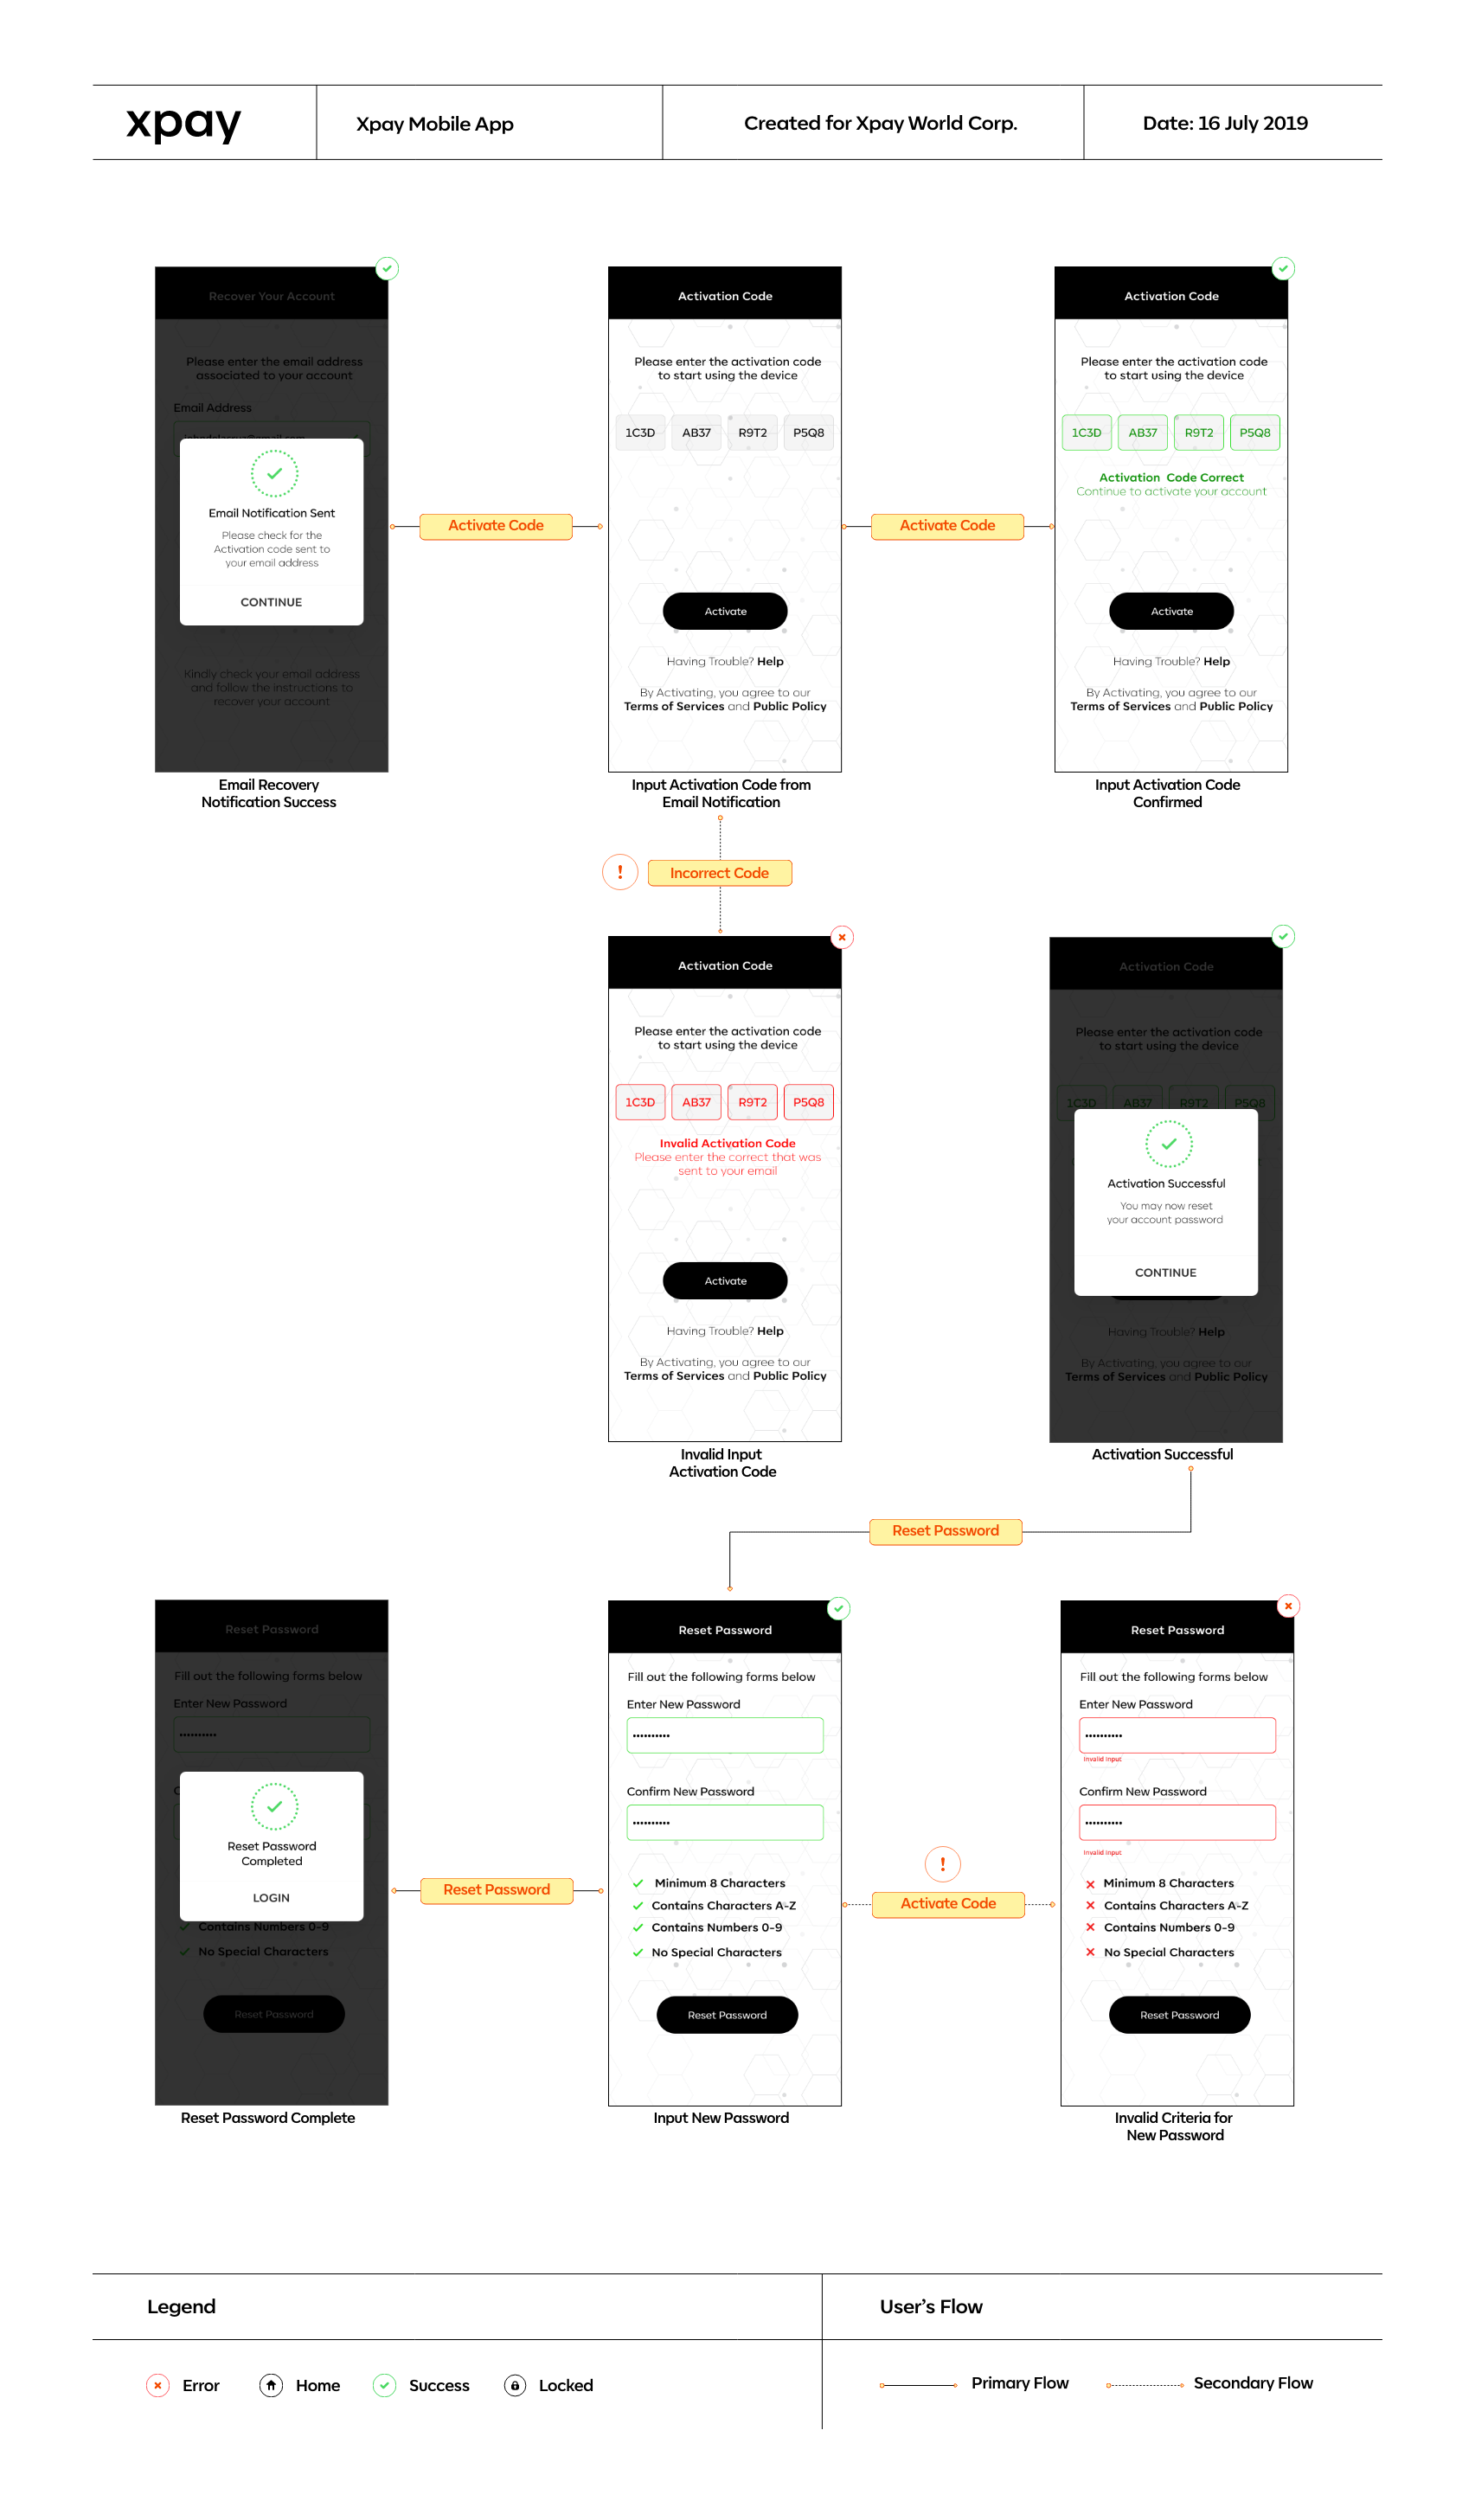 xpay
Xpay Mobile App
Created for Xpay World Corp.
Date: 16 July 2019
Recover Your Account
Please enter the email address
associated to your account
Email Address
Email Notification Sent
Please check for the
Activation code sent to
your email address
CONTINUE
Kindly check your email address
and follow the instructions to
recover your account
Email Recovery
Notification Success
Activate Code
Activation Code
Please enter the activation code
to start using the device
1C3D AB37 R9T2 P5Q8
Activate
Having Trouble? Help
By Activating, you agree to our
Terms of Services and Public Policy
Input Activation Code from
Email Notification
Activate Code
Activation Code
Please enter the activation code
to start using the device
1C3D AB37 R9T2 P5Q8
Activation Code Correct
Continue to activate your account
Activate
Having Trouble? Help
By Activating, you agree to our
Terms of Services and Public Policy
Input Activation Code
Confirmed
! Incorrect Code
Activation Code
Please enter the activation code
to start using the device
1C3D AB37 R9T2 P5Q8
Invalid Activation Code
Please enter the correct that was
sent to your email
Activate
Having Trouble? Help
By Activating, you agree to our
Terms of Services and Public Policy
Invalid Input
Activation Code
Activation Code
Please enter the activation code
to start using the device
1C3D AB37 R9T2 P5Q8
Activation Successful
You may now reset
your account password
CONTINUE
Having Trouble? Help
By Activating, you agree to our
Terms of Services and Public Policy
Activation Successful
Reset Password
Reset Password
Fill out the following forms below
Enter New Password
••••••••••
Reset Password
Completed
LOGIN
Contains Numbers 0-9
No Special Characters
Reset Password
Reset Password Complete
Reset Password
Reset Password
Fill out the following forms below
Enter New Password
••••••••••
Confirm New Password
••••••••••
Minimum 8 Characters
Contains Characters A-Z
Contains Numbers 0-9
No Special Characters
Reset Password
Input New Password
!
Activate Code
Reset Password
Fill out the following forms below
Enter New Password
••••••••••
Invalid Input
Confirm New Password
••••••••••
Invalid Input
Minimum 8 Characters
Contains Characters A-Z
Contains Numbers 0-9
No Special Characters
Reset Password
Invalid Criteria for
New Password
Legend
User’s Flow
Error
Home
Success
Locked
Primary Flow
Secondary Flow